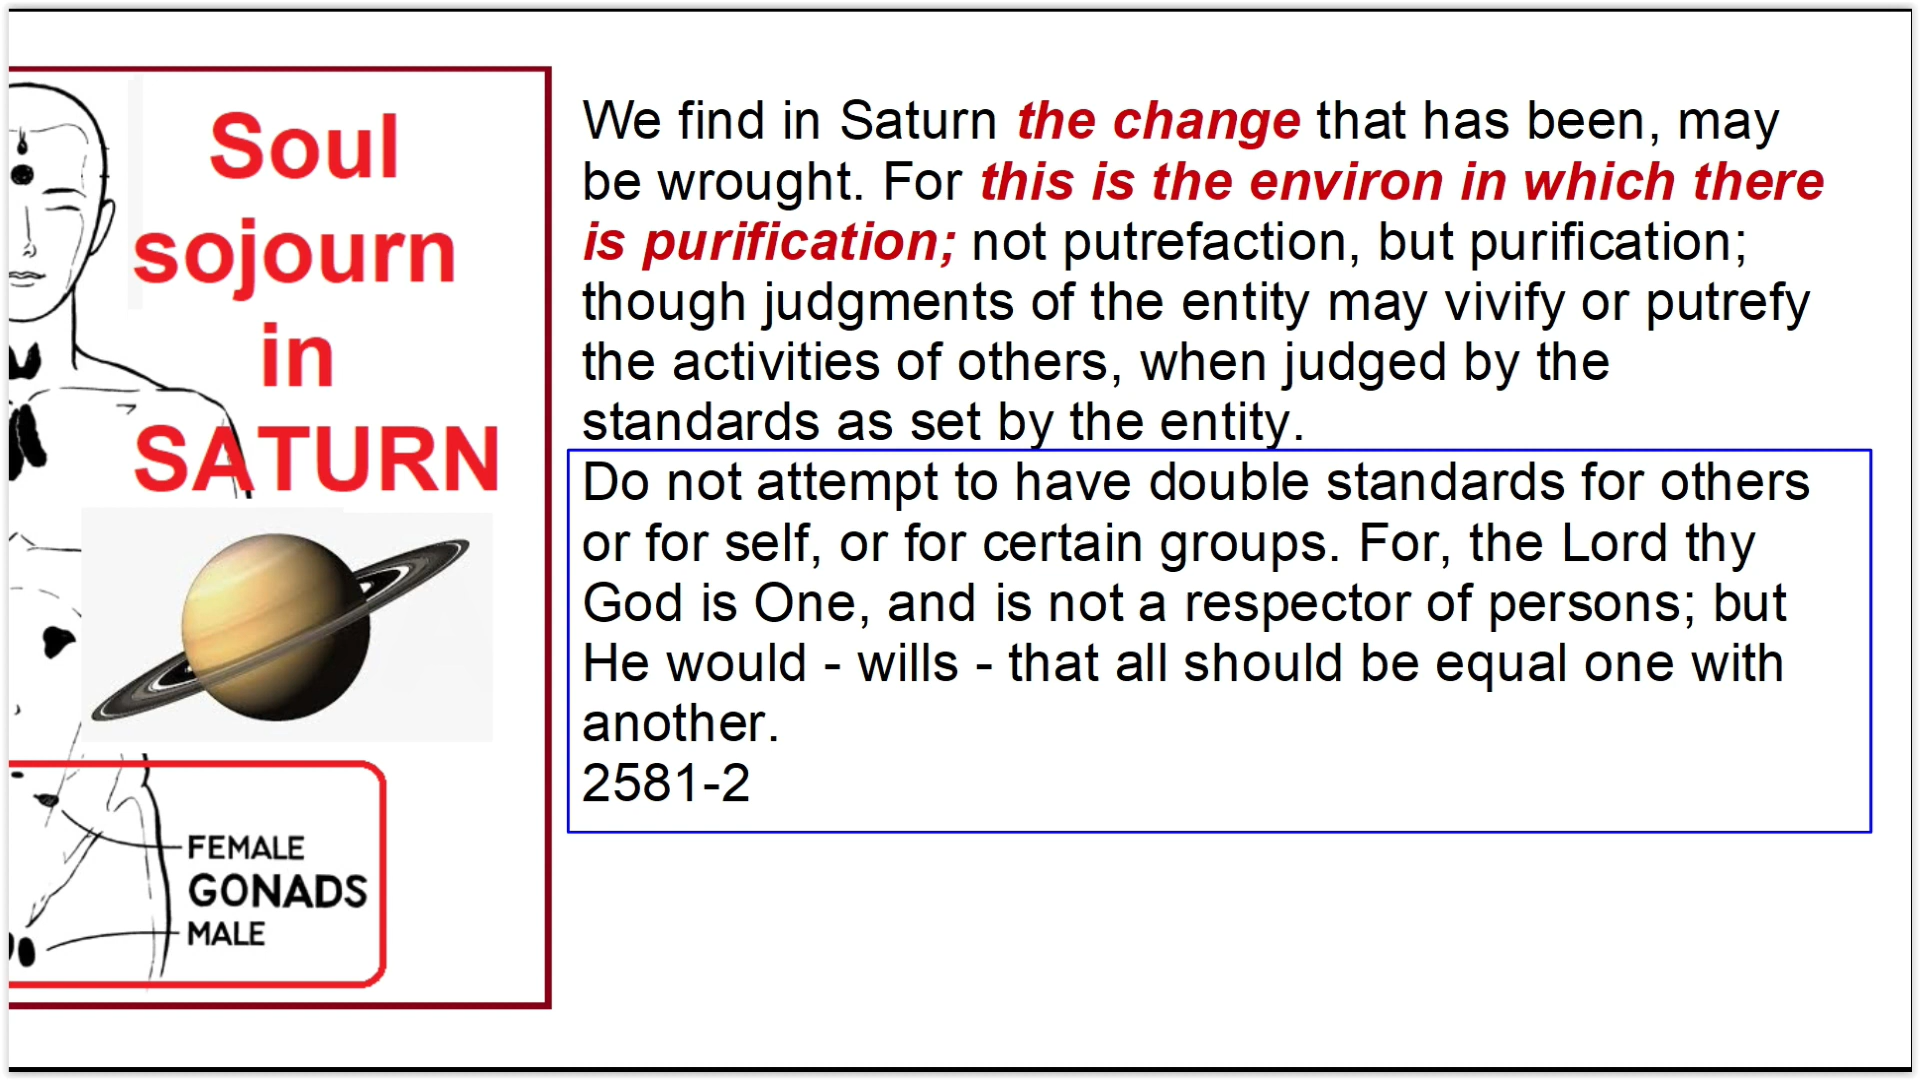 Soul
sojourn
in
SATURN
FEMALE
GONADS
MALE
We find in Saturn the change that has been, may
be wrought. For this is the environ in which there
is purification; not putrefaction, but purification;
though judgments of the entity may vivify or putrefy
the activities of others, when judged by the
standards as set by the entity.
Do not attempt to have double standards for others
or for self, or for certain groups. For, the Lord thy
God is One, and is not a respector of persons; but
He would - wills - that all should be equal one with
another.
2581-2